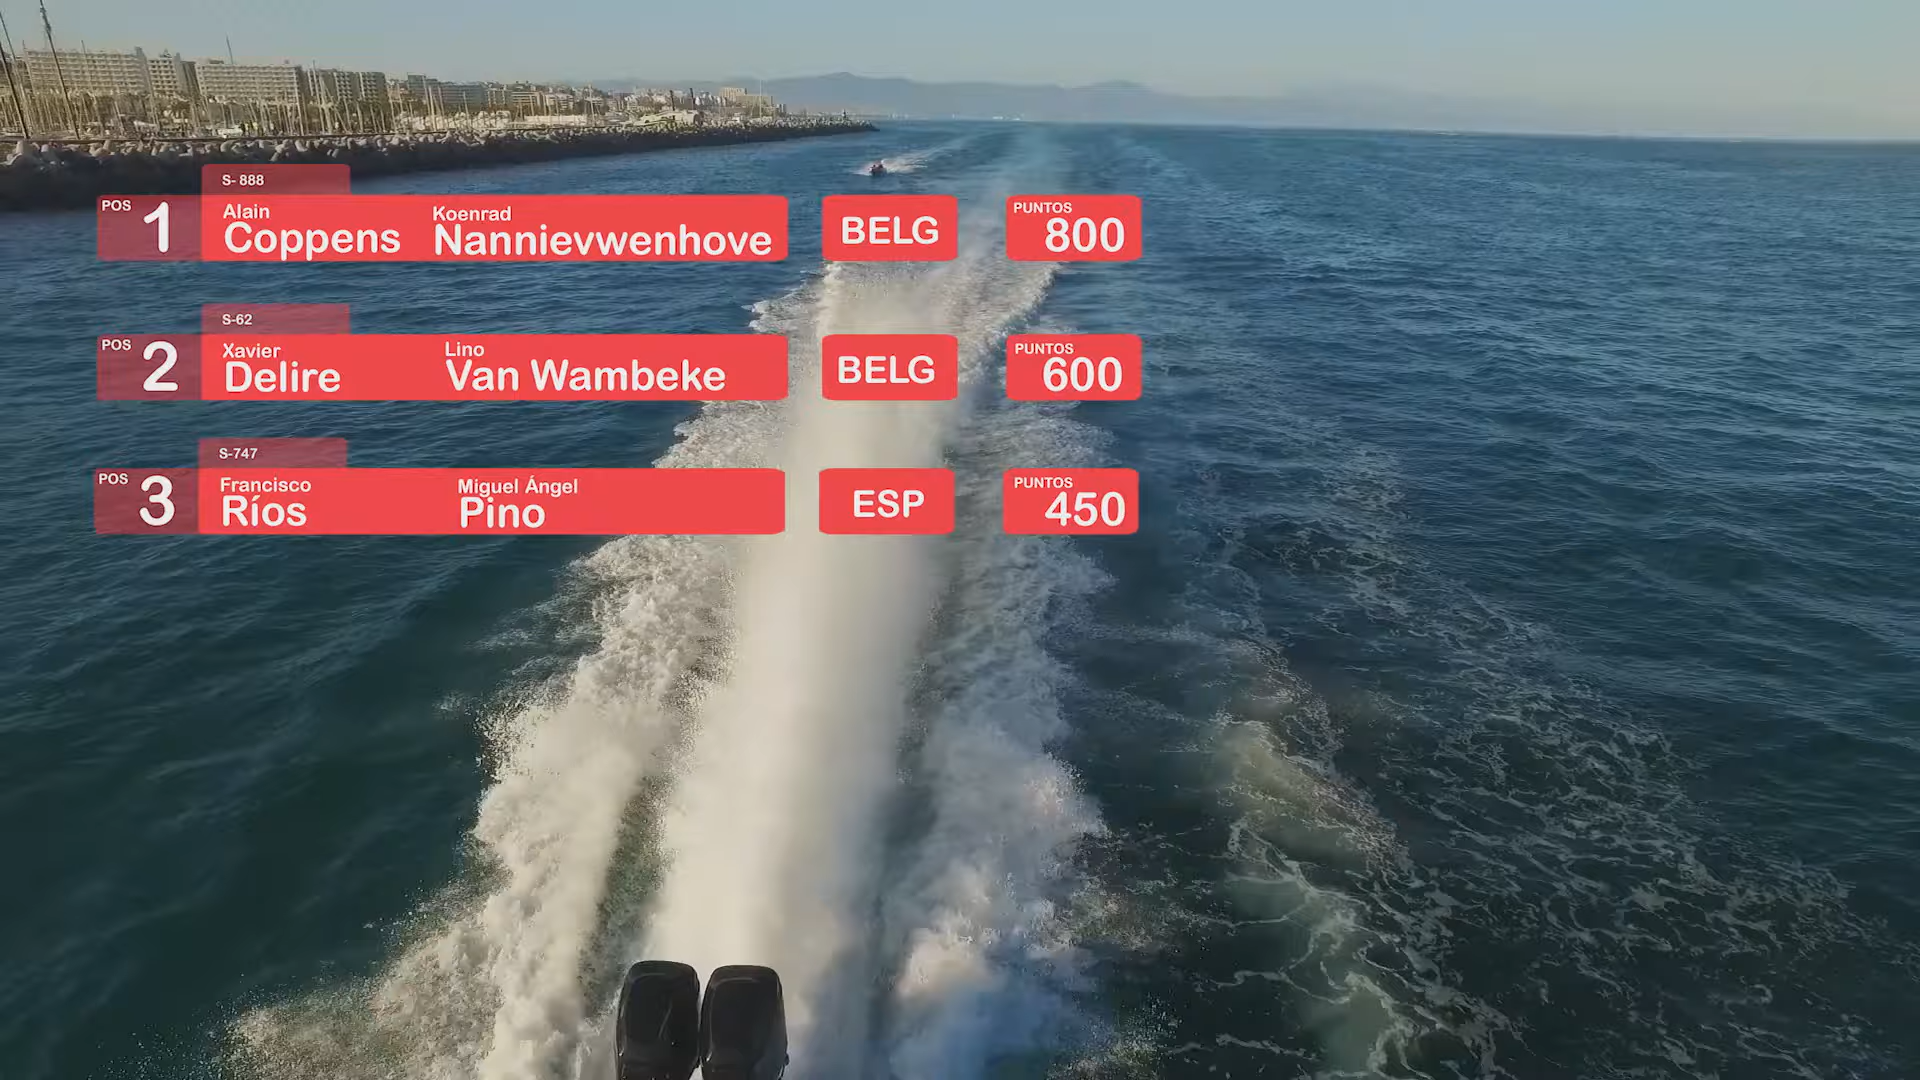 S- 888
POS 1 Alain Coppens Koenrad Nannievwenhove BELG PUNTOS 800
S-62
POS 2 Xavier Delire Lino Van Wambeke BELG PUNTOS 600
S-747
POS 3 Francisco Ríos Miguel Ángel Pino ESP PUNTOS 450